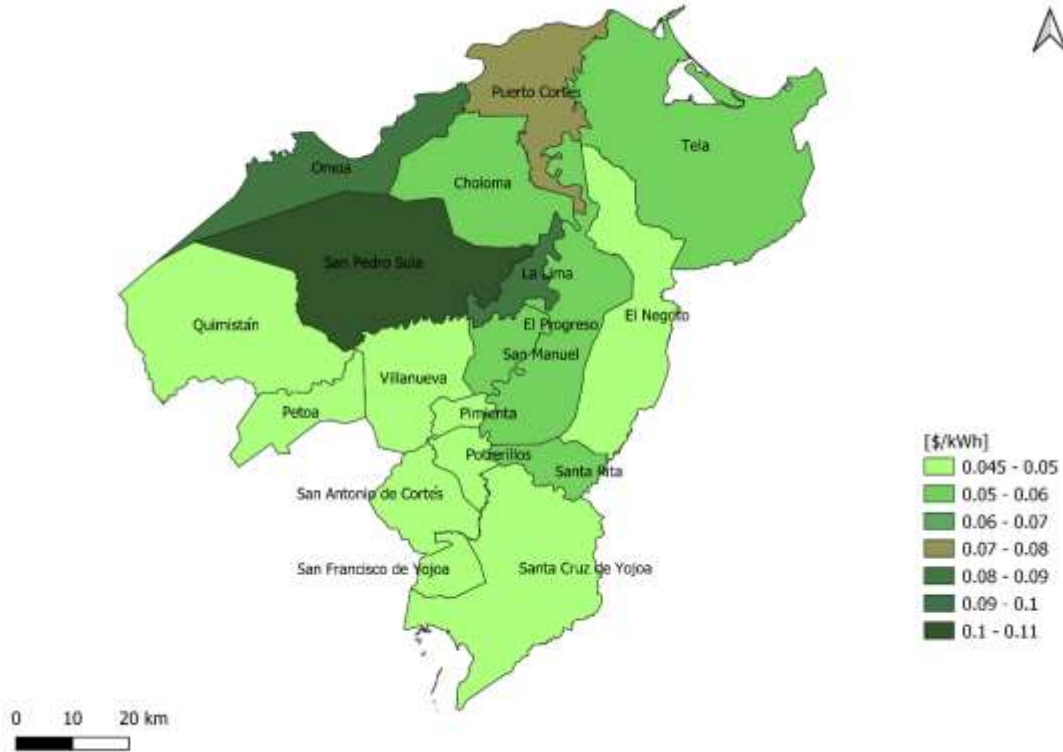 Puerto Cortés
Tela
Omoa
Choloma
San Pedro Sula
La Lima
Quimistán
El Progreso
El Negrito
San Manuel
Villanueva
Petoa
Pimienta
Potrerillos
Santa Rita
San Antonio de Cortés
San Francisco de Yojoa
Santa Cruz de Yojoa
[$/kWh]
0.045 - 0.05
0.05 - 0.06
0.06 - 0.07
0.07 - 0.08
0.08 - 0.09
0.09 - 0.1
0.1 - 0.11
0 10 20 km